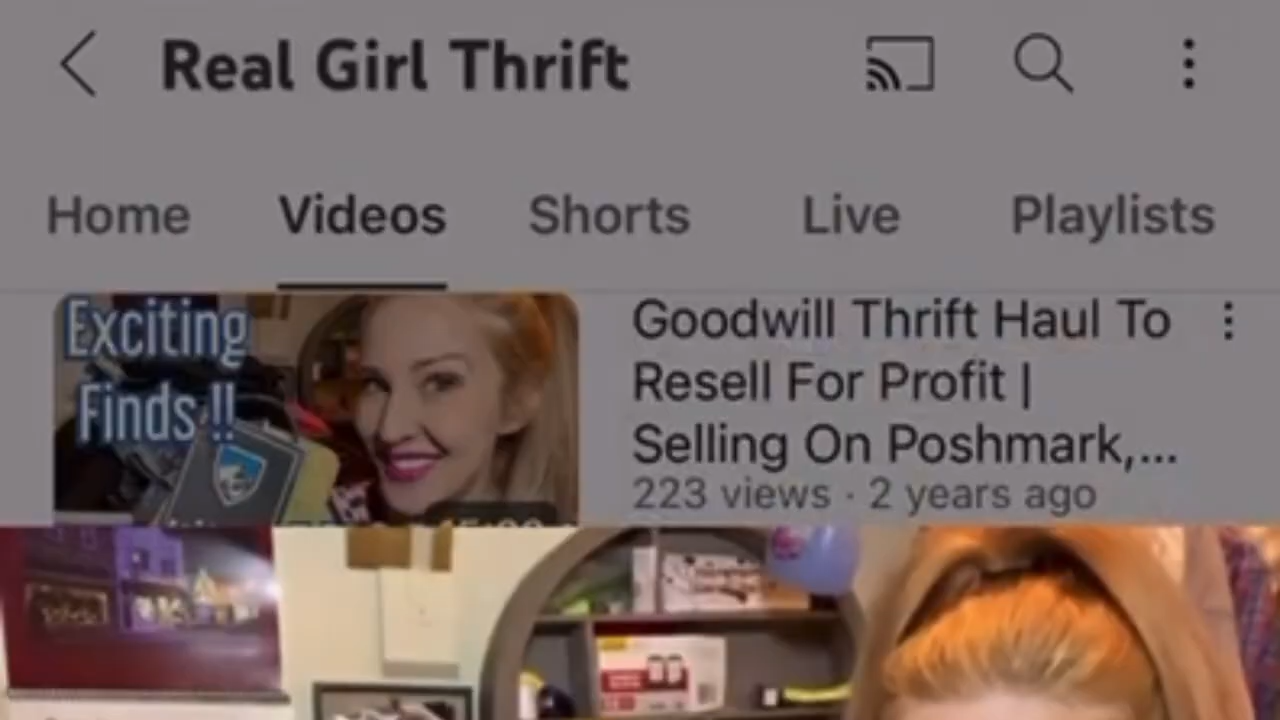 Real Girl Thrift
Home Videos Shorts Live Playlists
Exciting
Finds !!
Goodwill Thrift Haul To
Resell For Profit |
Selling On Poshmark,...
223 views · 2 years ago